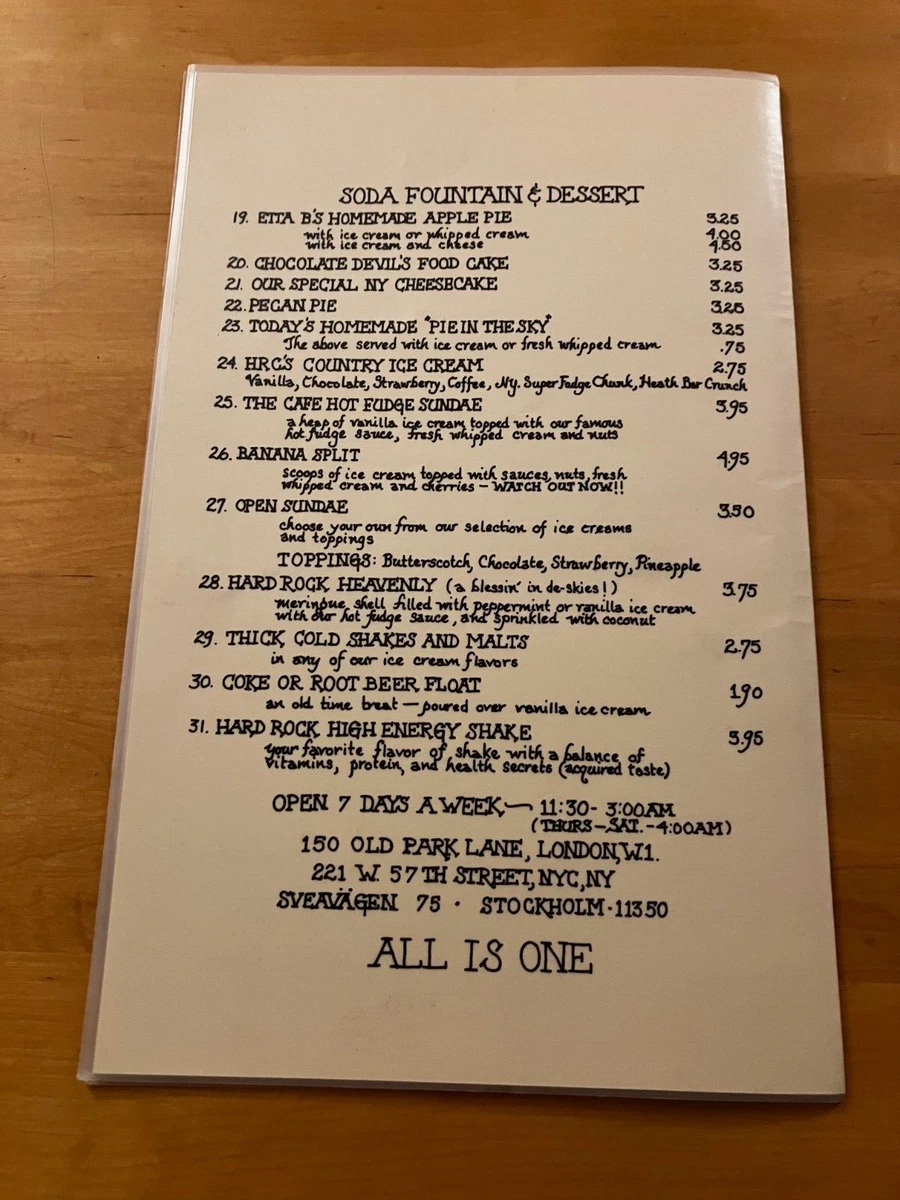 SODA FOUNTAIN & DESSERT
19. ETTA B'S HOMEMADE APPLE PIE 3.25
with ice cream or whipped cream 4.00
with ice cream and cheese 4.50
20. CHOCOLATE DEVIL'S FOOD CAKE 3.25
21. OUR SPECIAL NY CHEESECAKE 3.25
22. PECAN PIE 3.25
23. TODAY'S HOMEMADE "PIE IN THE SKY" 3.25
The above served with ice cream or fresh whipped cream .75
24. HRC'S COUNTRY ICE CREAM 2.75
Vanilla, Chocolate, Strawberry, Coffee, NY. Super Fudge Chunk, Heath Bar Crunch
25. THE CAFE HOT FUDGE SUNDAE 3.95
a heap of vanilla ice cream topped with our famous
hot fudge sauce, fresh whipped cream and nuts
26. BANANA SPLIT 4.95
scoops of ice cream topped with sauces, nuts, fresh
whipped cream and cherries - WATCH OUT NOW!!
27. OPEN SUNDAE 3.50
choose your own from our selection of ice creams
and toppings
TOPPINGS: Butterscotch, Chocolate, Strawberry, Pineapple
28. HARD ROCK HEAVENLY (a blessin' in de-skies!) 3.75
meringue shell filled with peppermint or vanilla ice cream
with our hot fudge sauce, and sprinkled with coconut
29. THICK COLD SHAKES AND MALTS 2.75
in any of our ice cream flavors
30. COKE OR ROOT BEER FLOAT 1.90
an old time treat — poured over vanilla ice cream
31. HARD ROCK HIGH ENERGY SHAKE 3.95
your favorite flavor of shake with a balance of
vitamins, protein, and health secrets (acquired taste)
OPEN 7 DAYS A WEEK — 11:30 - 3:00AM
(THURS - SAT. - 4:00AM)
150 OLD PARK LANE, LONDON, W.1.
221 W. 57TH STREET, NYC, NY
SVEAVÄGEN 75 · STOCKHOLM · 11350
ALL IS ONE